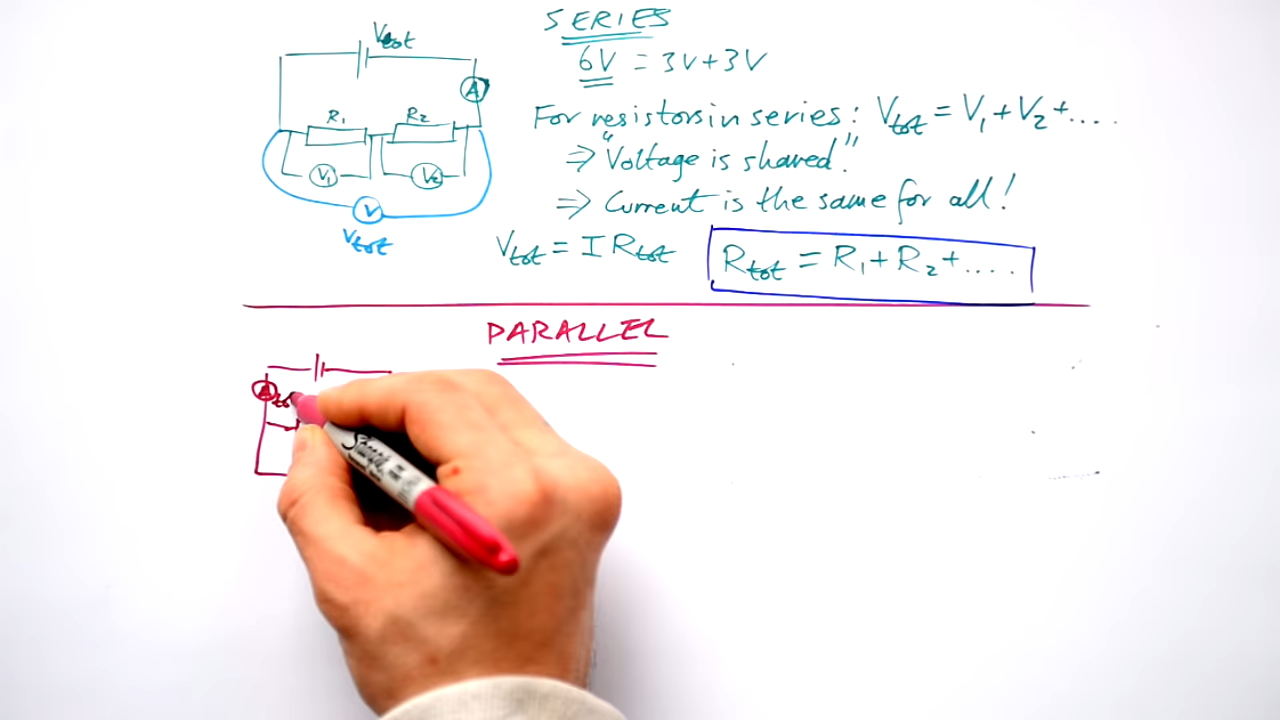 SERIES
6V = 3V+3V
For resistors in series: Vtot = V1 + V2 + ....
⇒ "Voltage is shared."
⇒ Current is the same for all!
Vtot = I Rtot
Rtot = R1 + R2 + ....
Vtot
A
R1
R2
V1
V2
V
Vtot
PARALLEL
A
Sharpie